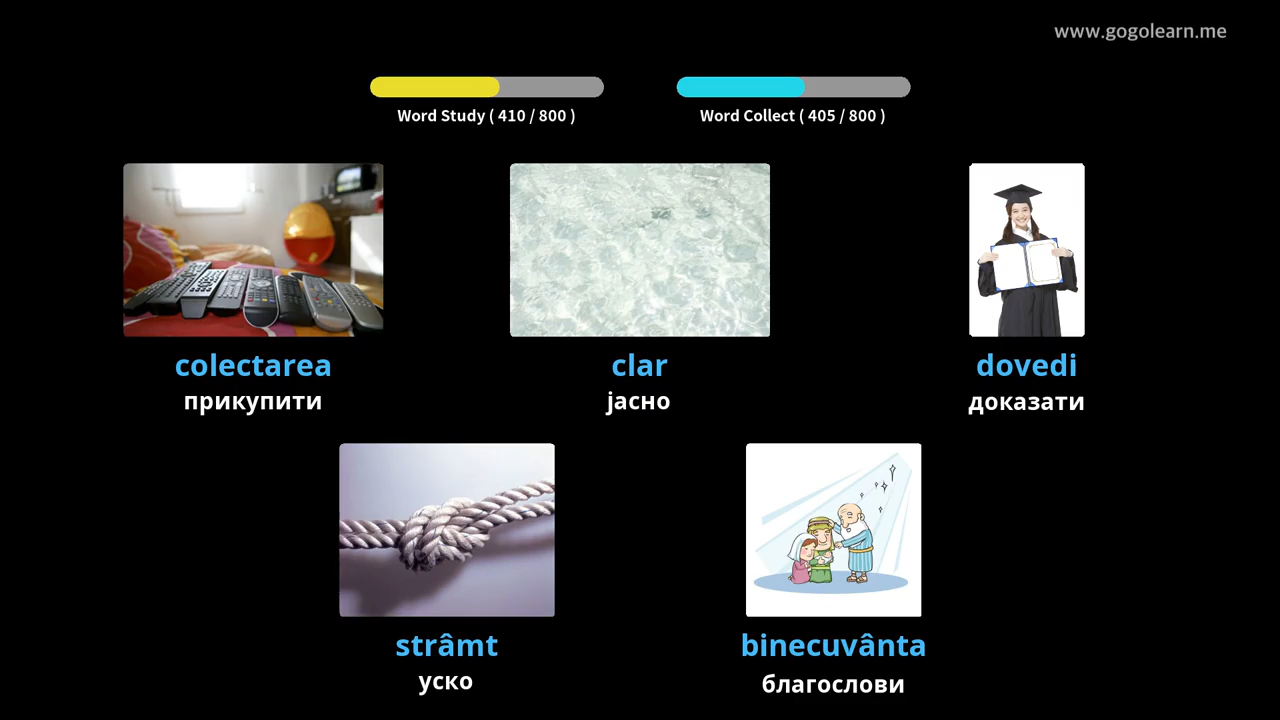 www.gogolearn.me
Word Study ( 410 / 800 )
Word Collect ( 405 / 800 )
colectarea
прикупити
clar
јасно
dovedi
доказати
strâmt
уско
binecuvânta
благослови